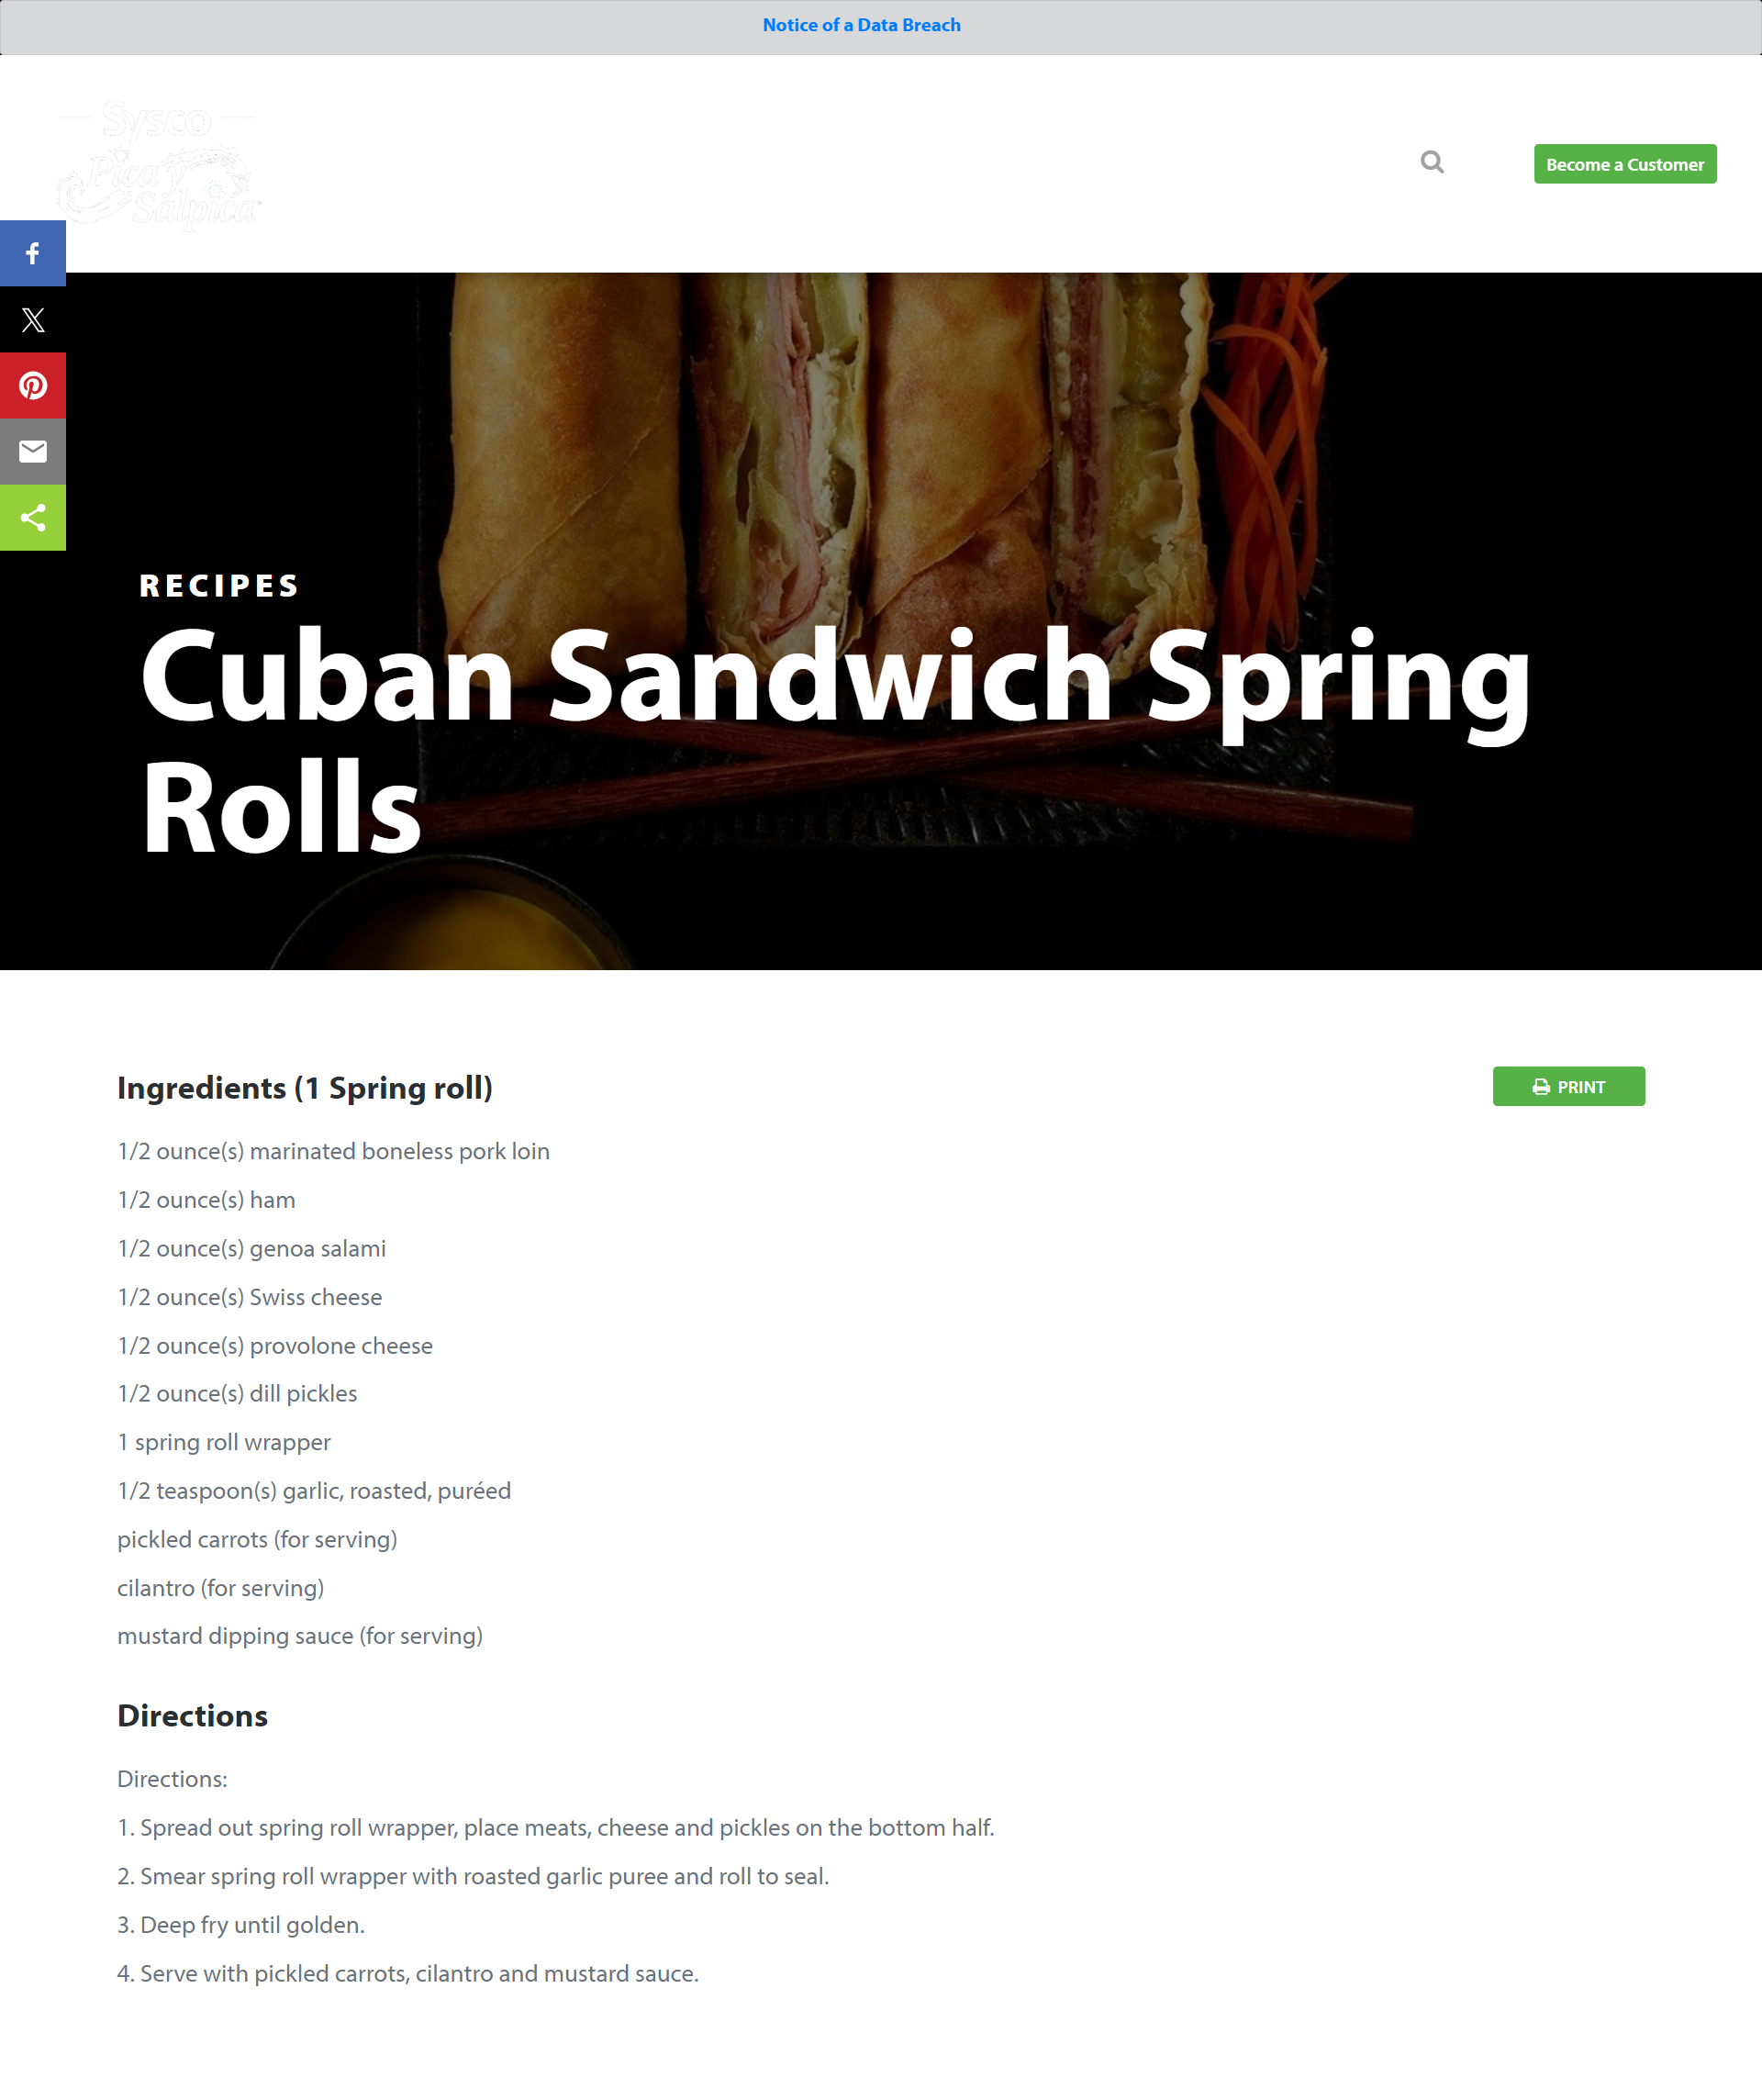 Notice of a Data Breach
Sysco
Pica y
Salpica
Become a Customer
RECIPES
Cuban Sandwich Spring
Rolls
Ingredients (1 Spring roll)
PRINT
1/2 ounce(s) marinated boneless pork loin
1/2 ounce(s) ham
1/2 ounce(s) genoa salami
1/2 ounce(s) Swiss cheese
1/2 ounce(s) provolone cheese
1/2 ounce(s) dill pickles
1 spring roll wrapper
1/2 teaspoon(s) garlic, roasted, puréed
pickled carrots (for serving)
cilantro (for serving)
mustard dipping sauce (for serving)
Directions
Directions:
1. Spread out spring roll wrapper, place meats, cheese and pickles on the bottom half.
2. Smear spring roll wrapper with roasted garlic puree and roll to seal.
3. Deep fry until golden.
4. Serve with pickled carrots, cilantro and mustard sauce.